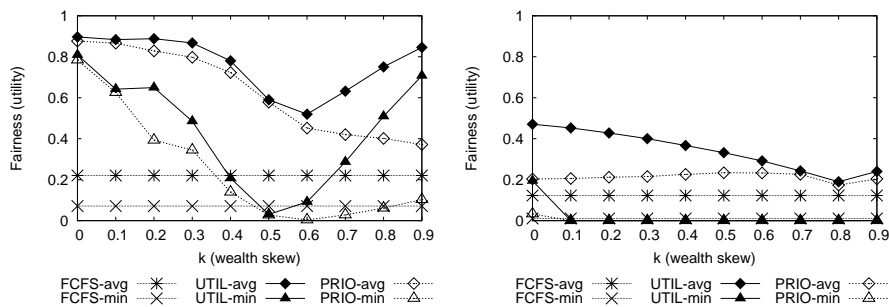 1
0.8
0.6
0.4
0.2
0
Fairness (utility)
0 0.1 0.2 0.3 0.4 0.5 0.6 0.7 0.8 0.9
k (wealth skew)
FCFS-avg UTIL-avg PRIO-avg
FCFS-min UTIL-min PRIO-min
1
0.8
0.6
0.4
0.2
0
Fairness (utility)
0 0.1 0.2 0.3 0.4 0.5 0.6 0.7 0.8 0.9
k (wealth skew)
FCFS-avg UTIL-avg PRIO-avg
FCFS-min UTIL-min PRIO-min